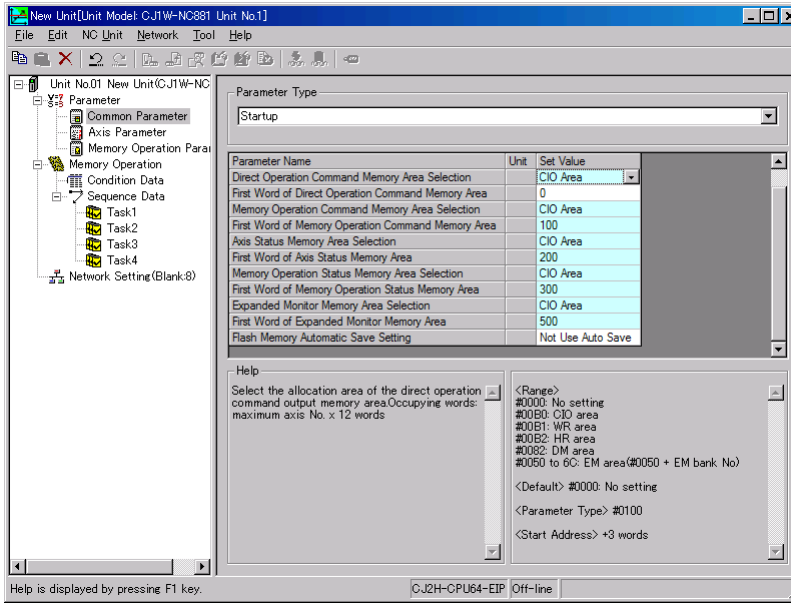 New Unit[Unit Model: CJ1W-NC881 Unit No.1]
File Edit NC Unit Network Tool Help
Unit No.01 New Unit(CJ1W-NC
Parameter
Common Parameter
Axis Parameter
Memory Operation Para
Memory Operation
Condition Data
Sequence Data
Task1
Task2
Task3
Task4
Network Setting(Blank:8)
Parameter Type
Startup
Parameter Name Unit Set Value
Direct Operation Command Memory Area Selection CIO Area
First Word of Direct Operation Command Memory Area 0
Memory Operation Command Memory Area Selection CIO Area
First Word of Memory Operation Command Memory Area 100
Axis Status Memory Area Selection CIO Area
First Word of Axis Status Memory Area 200
Memory Operation Status Memory Area Selection CIO Area
First Word of Memory Operation Status Memory Area 300
Expanded Monitor Memory Area Selection CIO Area
First Word of Expanded Monitor Memory Area 500
Flash Memory Automatic Save Setting Not Use Auto Save
Help
Select the allocation area of the direct operation
command output memory area.Occupying words:
maximum axis No. x 12 words
<Range>
#0000: No setting
#00B0: CIO area
#00B1: WR area
#00B2: HR area
#0082: DM area
#0050 to 6C: EM area(#0050 + EM bank No)
<Default> #0000: No setting
<Parameter Type> #0100
<Start Address> +3 words
Help is displayed by pressing F1 key.
CJ2H-CPU64-EIP Off-line